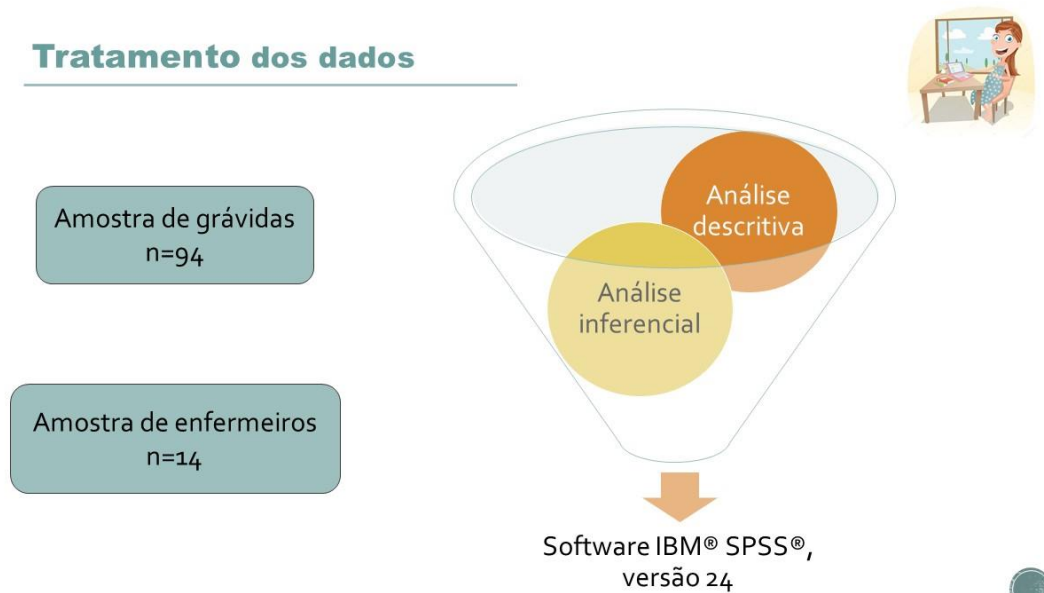 Tratamento dos dados
Amostra de grávidas
n=94
Amostra de enfermeiros
n=14
Análise
descritiva
Análise
inferencial
Software IBM® SPSS®,
versão 24